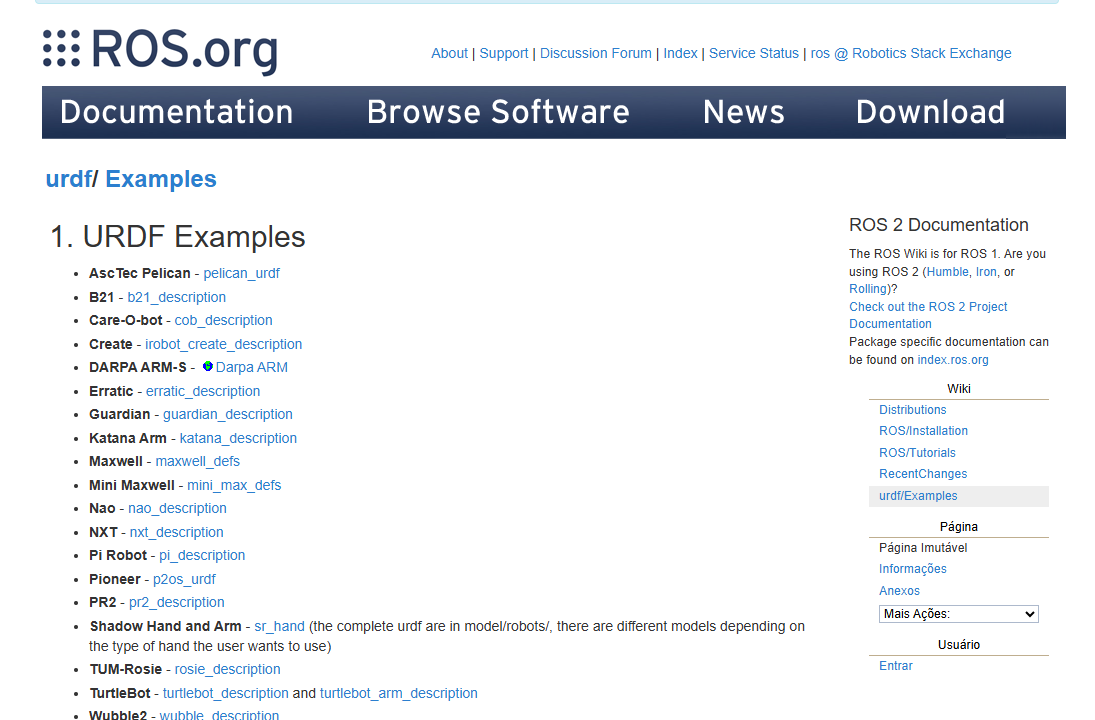 ROS.org
About | Support | Discussion Forum | Index | Service Status | ros @ Robotics Stack Exchange
Documentation Browse Software News Download
urdf/ Examples
1. URDF Examples
AscTec Pelican - pelican_urdf
B21 - b21_description
Care-O-bot - cob_description
Create - irobot_create_description
DARPA ARM-S - Darpa ARM
Erratic - erratic_description
Guardian - guardian_description
Katana Arm - katana_description
Maxwell - maxwell_defs
Mini Maxwell - mini_max_defs
Nao - nao_description
NXT - nxt_description
Pi Robot - pi_description
Pioneer - p2os_urdf
PR2 - pr2_description
Shadow Hand and Arm - sr_hand (the complete urdf are in model/robots/, there are different models depending on
the type of hand the user wants to use)
TUM-Rosie - rosie_description
TurtleBot - turtlebot_description and turtlebot_arm_description
Wubble2 - wubble_description
ROS 2 Documentation
The ROS Wiki is for ROS 1. Are you
using ROS 2 (Humble, Iron, or
Rolling)?
Check out the ROS 2 Project
Documentation
Package specific documentation can
be found on index.ros.org
Wiki
Distributions
ROS/Installation
ROS/Tutorials
RecentChanges
urdf/Examples
Página
Página Imutável
Informações
Anexos
Mais Ações:
Usuário
Entrar